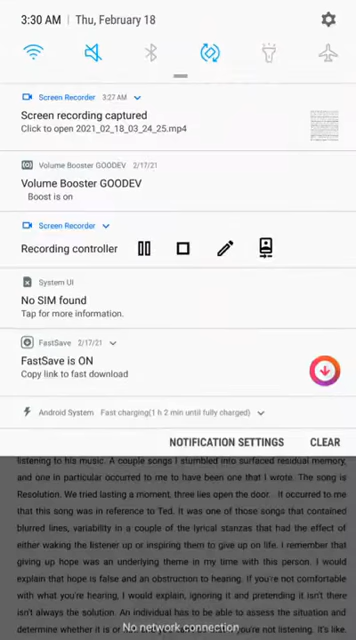 3:30 AM | Thu, February 18
Screen Recorder 3:27 AM
Screen recording captured
Click to open 2021_02_18_03_24_25.mp4
Volume Booster GOODEV 2/17/21
Volume Booster GOODEV
Boost is on
Screen Recorder
Recording controller
System UI
No SIM found
Tap for more information.
FastSave 2/17/21
FastSave is ON
Copy link to fast download
Android System Fast charging(1 h 2 min until fully charged)
NOTIFICATION SETTINGS CLEAR
listening to his music. A couple songs I stumbled into surfaced residual memory,
and one in particular occurred to me to have been one that I wrote. The song is
Resolution. We tried lasting a moment, three lies open the door. . It occurred to me
that this song was in reference to Ted. It was one of those songs that contained
blurred lines, variability in a couple of the lyrical stanzas that had the effect of
either waking the listener up or inspiring them to give up on life. I remember that
giving up hope was an underlying theme in my time with this person. I would
explain that hope is false and an obstruction to hearing. If you're not comfortable
with what you're hearing, I would explain, ignoring it and pretending it isn't there
isn't always the solution. An individual has to be able to assess the situation and
determine whether it is or
No network connection
you're not listening. It's like.